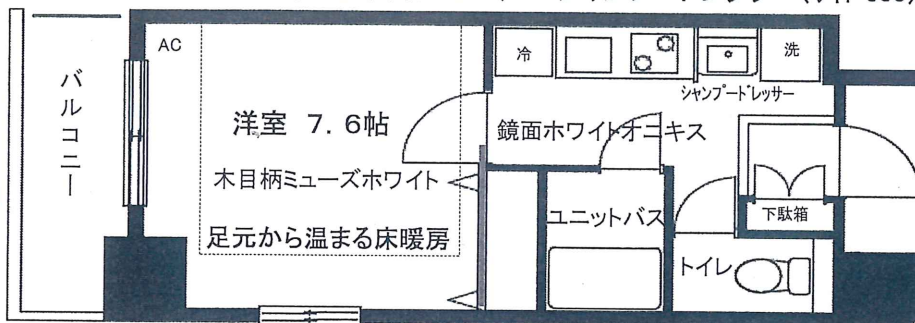 バルコニー
AC
洋室 7.6帖
木目柄ミューズホワイト
足元から温まる床暖房
冷
洗
シャンプードレッサー
鏡面ホワイトオニキス
ユニットバス
下駄箱
トイレ